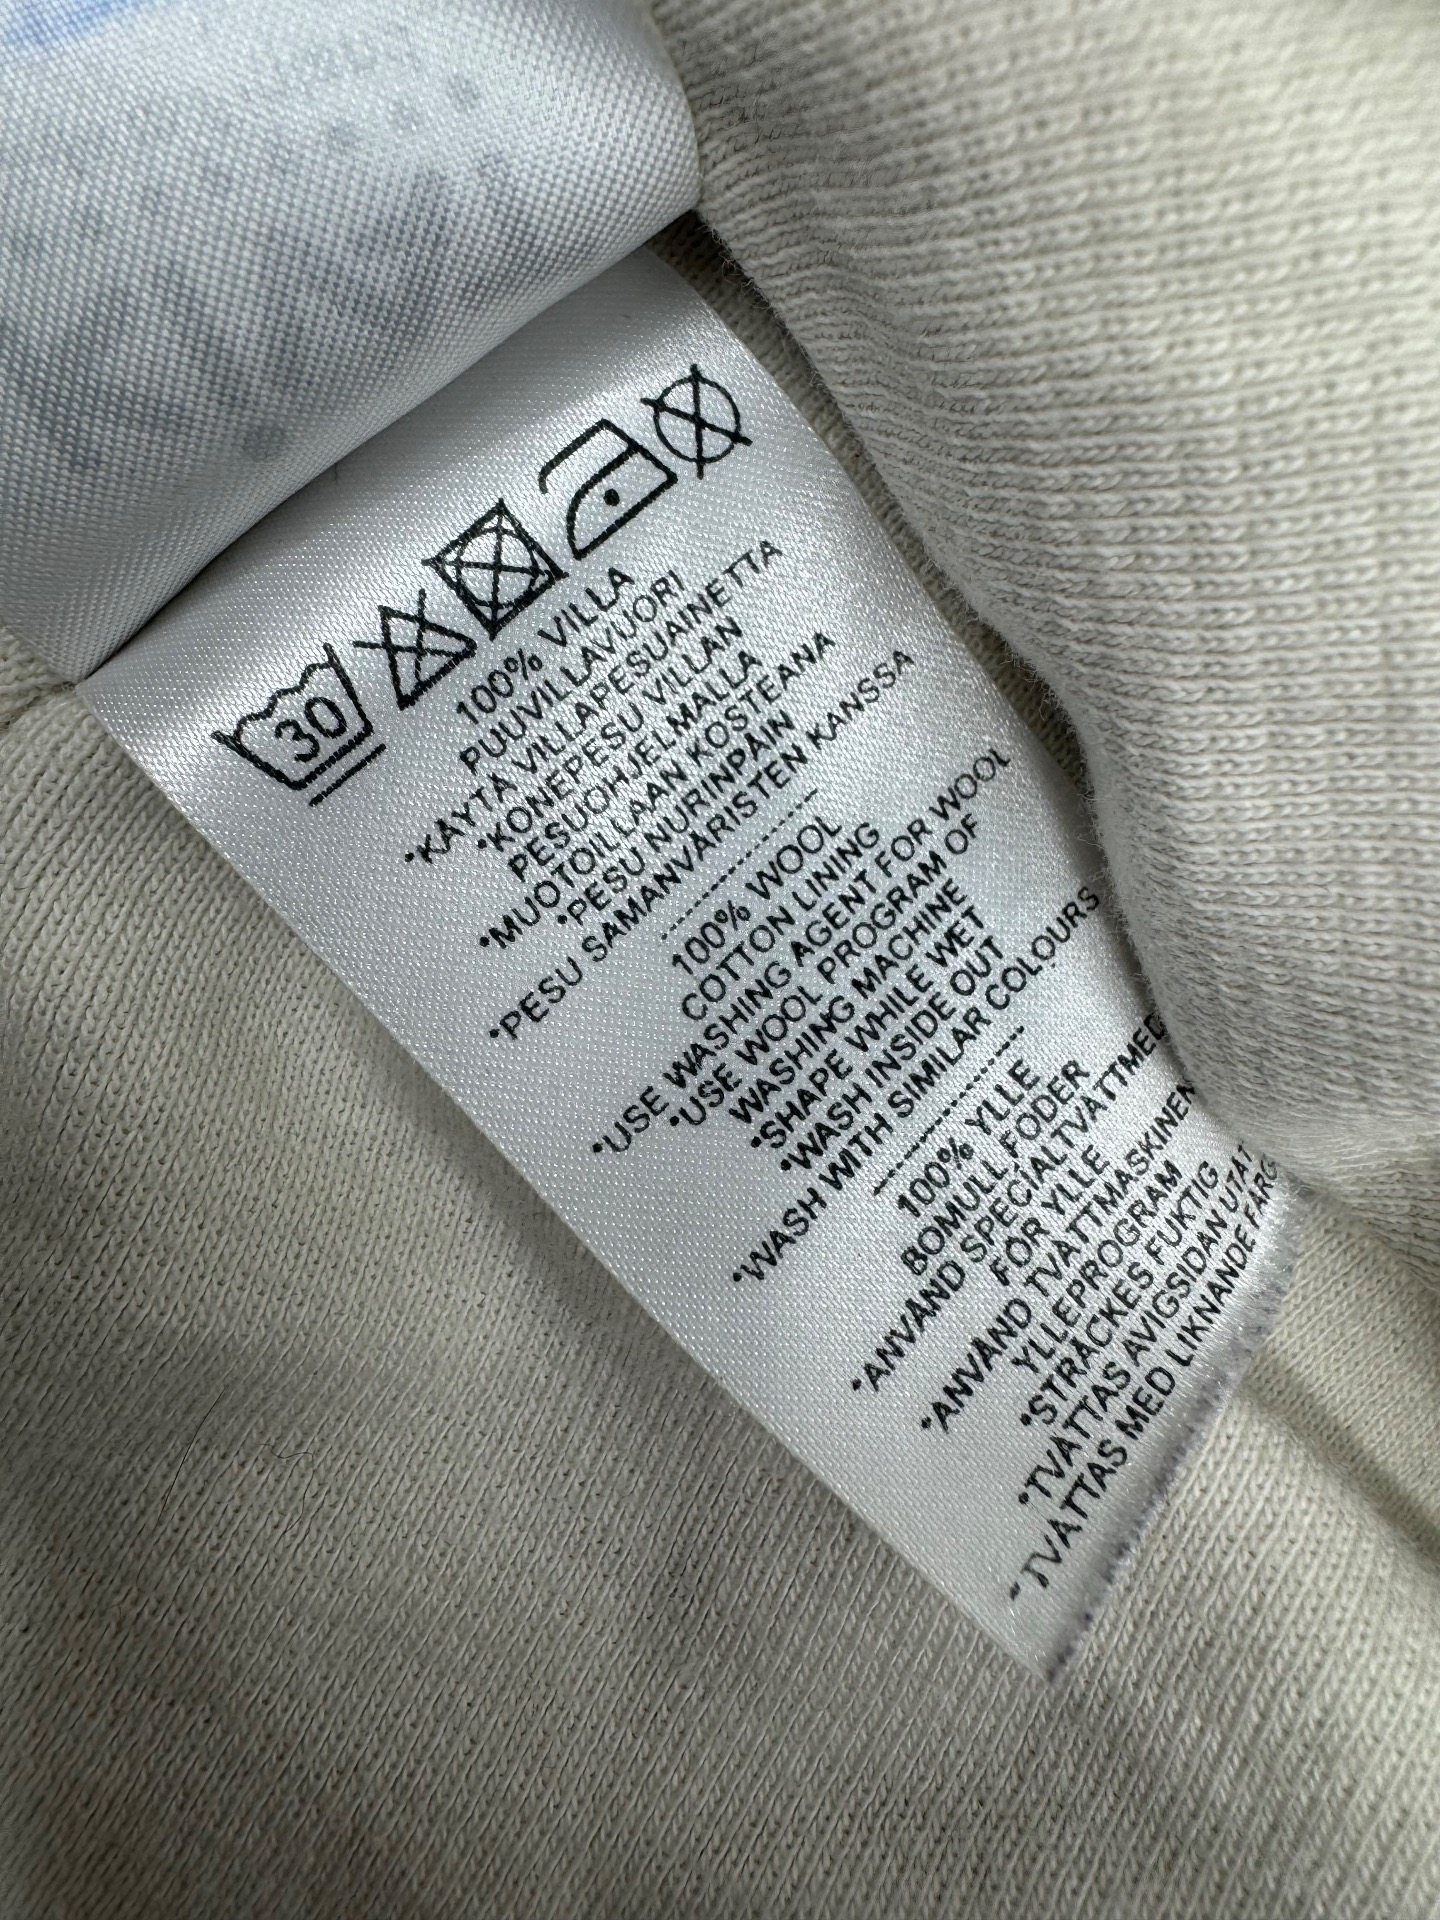 30
100% VILLA
PUUVILLAVUORI
*KÄYTÄ VILLAPESUAINETTA
*KONEPESU VILLAN
PESUOHJELMALLA
*MUOTOILLAAN KOSTEANA
*PESU NURINPÄIN
*PESU SAMANVÄRISTEN KANSSA
100% WOOL
COTTON LINING
*USE WASHING AGENT FOR WOOL
*USE WOOL PROGRAM OF
WASHING MACHINE
*SHAPE WHILE WET
*WASH INSIDE OUT
*WASH WITH SIMILAR COLOURS
100% YLLE
BOMULL FODER
*ANVÄND SPECIALTVÄTTMEDE
FÖR YLLE
*ANVÄND TVÄTTMASKINEN
YLLEPROGRAM
*STRÄCKES FUKTIG
*TVÄTTAS AVIGSIDAN UTÅT
*TVÄTTAS MED LIKNANDE FÄRG